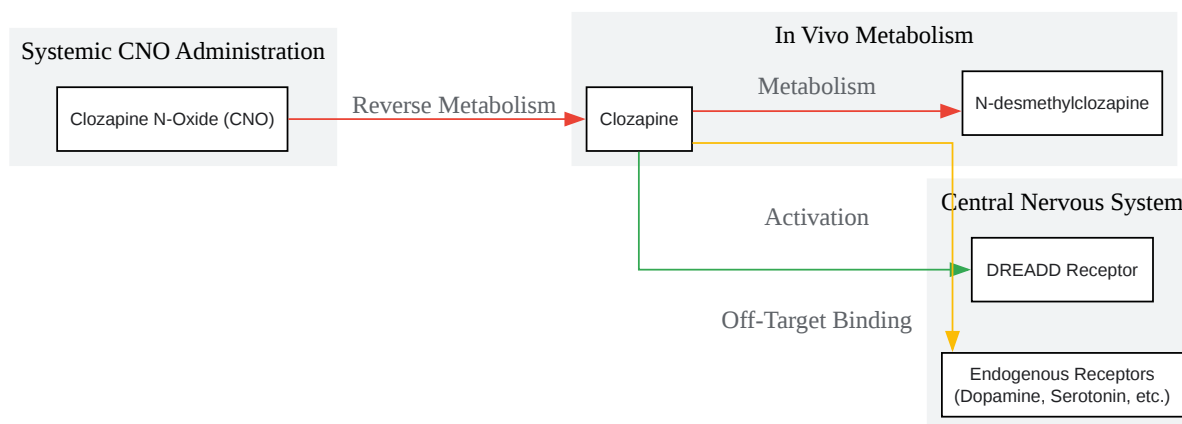 Systemic CNO Administration
Clozapine N-Oxide (CNO)
Reverse Metabolism
In Vivo Metabolism
Clozapine
Metabolism
N-desmethylclozapine
Central Nervous System
Activation
DREADD Receptor
Off-Target Binding
Endogenous Receptors
(Dopamine, Serotonin, etc.)